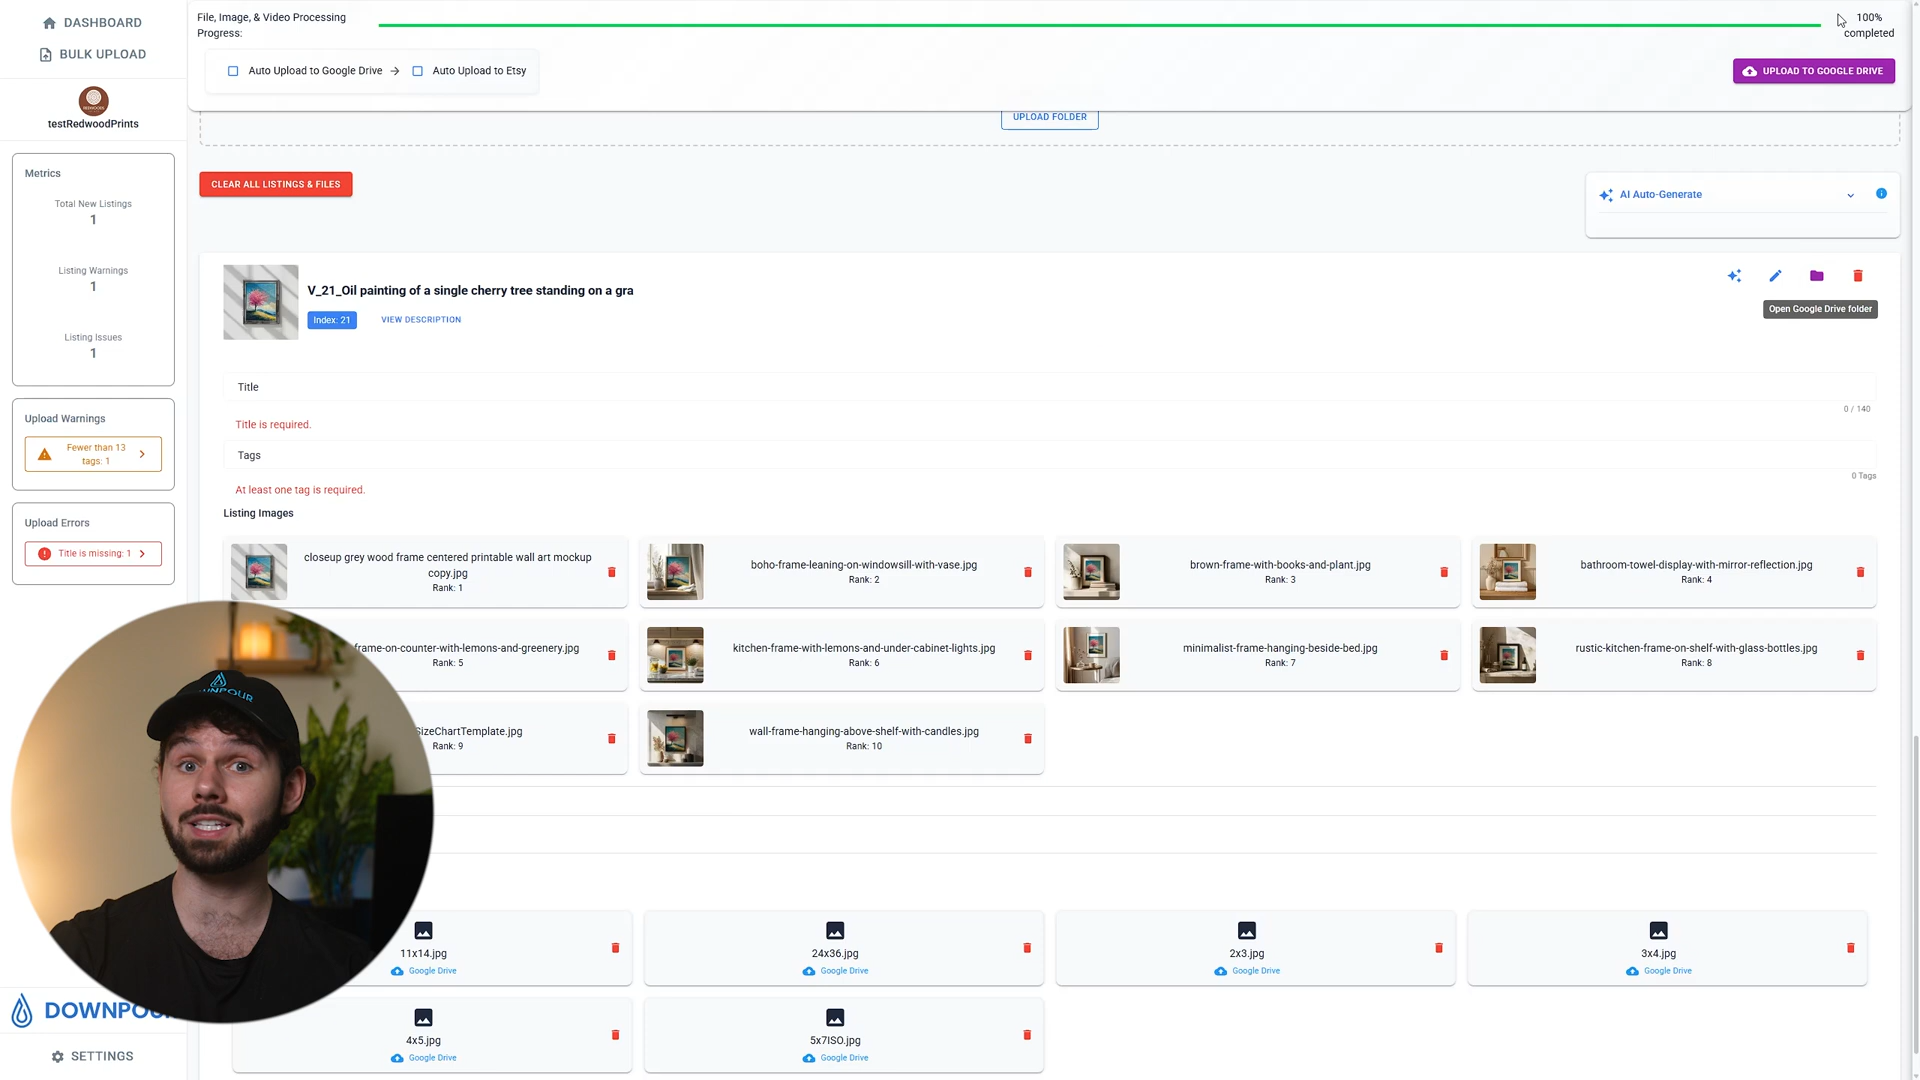 DASHBOARD
BULK UPLOAD
testRedwoodPrints
Metrics
Total New Listings
1
Listing Warnings
1
Listing Issues
1
Upload Warnings
Fewer than 13
tags: 1
Upload Errors
Title is missing: 1
DOWNPOUR
SETTINGS
File, Image, & Video Processing
Progress:
100%
completed
Auto Upload to Google Drive
Auto Upload to Etsy
UPLOAD TO GOOGLE DRIVE
UPLOAD FOLDER
CLEAR ALL LISTINGS & FILES
AI Auto-Generate
V_21_Oil painting of a single cherry tree standing on a gra
Index: 21
VIEW DESCRIPTION
Open Google Drive folder
Title
0 / 140
Title is required.
Tags
0 Tags
At least one tag is required.
Listing Images
closeup grey wood frame centered printable wall art mockup
copy.jpg
Rank: 1
boho-frame-leaning-on-windowsill-with-vase.jpg
Rank: 2
brown-frame-with-books-and-plant.jpg
Rank: 3
bathroom-towel-display-with-mirror-reflection.jpg
Rank: 4
frame-on-counter-with-lemons-and-greenery.jpg
Rank: 5
kitchen-frame-with-lemons-and-under-cabinet-lights.jpg
Rank: 6
minimalist-frame-hanging-beside-bed.jpg
Rank: 7
rustic-kitchen-frame-on-shelf-with-glass-bottles.jpg
Rank: 8
SizeChartTemplate.jpg
Rank: 9
wall-frame-hanging-above-shelf-with-candles.jpg
Rank: 10
11x14.jpg
Google Drive
24x36.jpg
Google Drive
2x3.jpg
Google Drive
3x4.jpg
Google Drive
4x5.jpg
Google Drive
5x7ISO.jpg
Google Drive